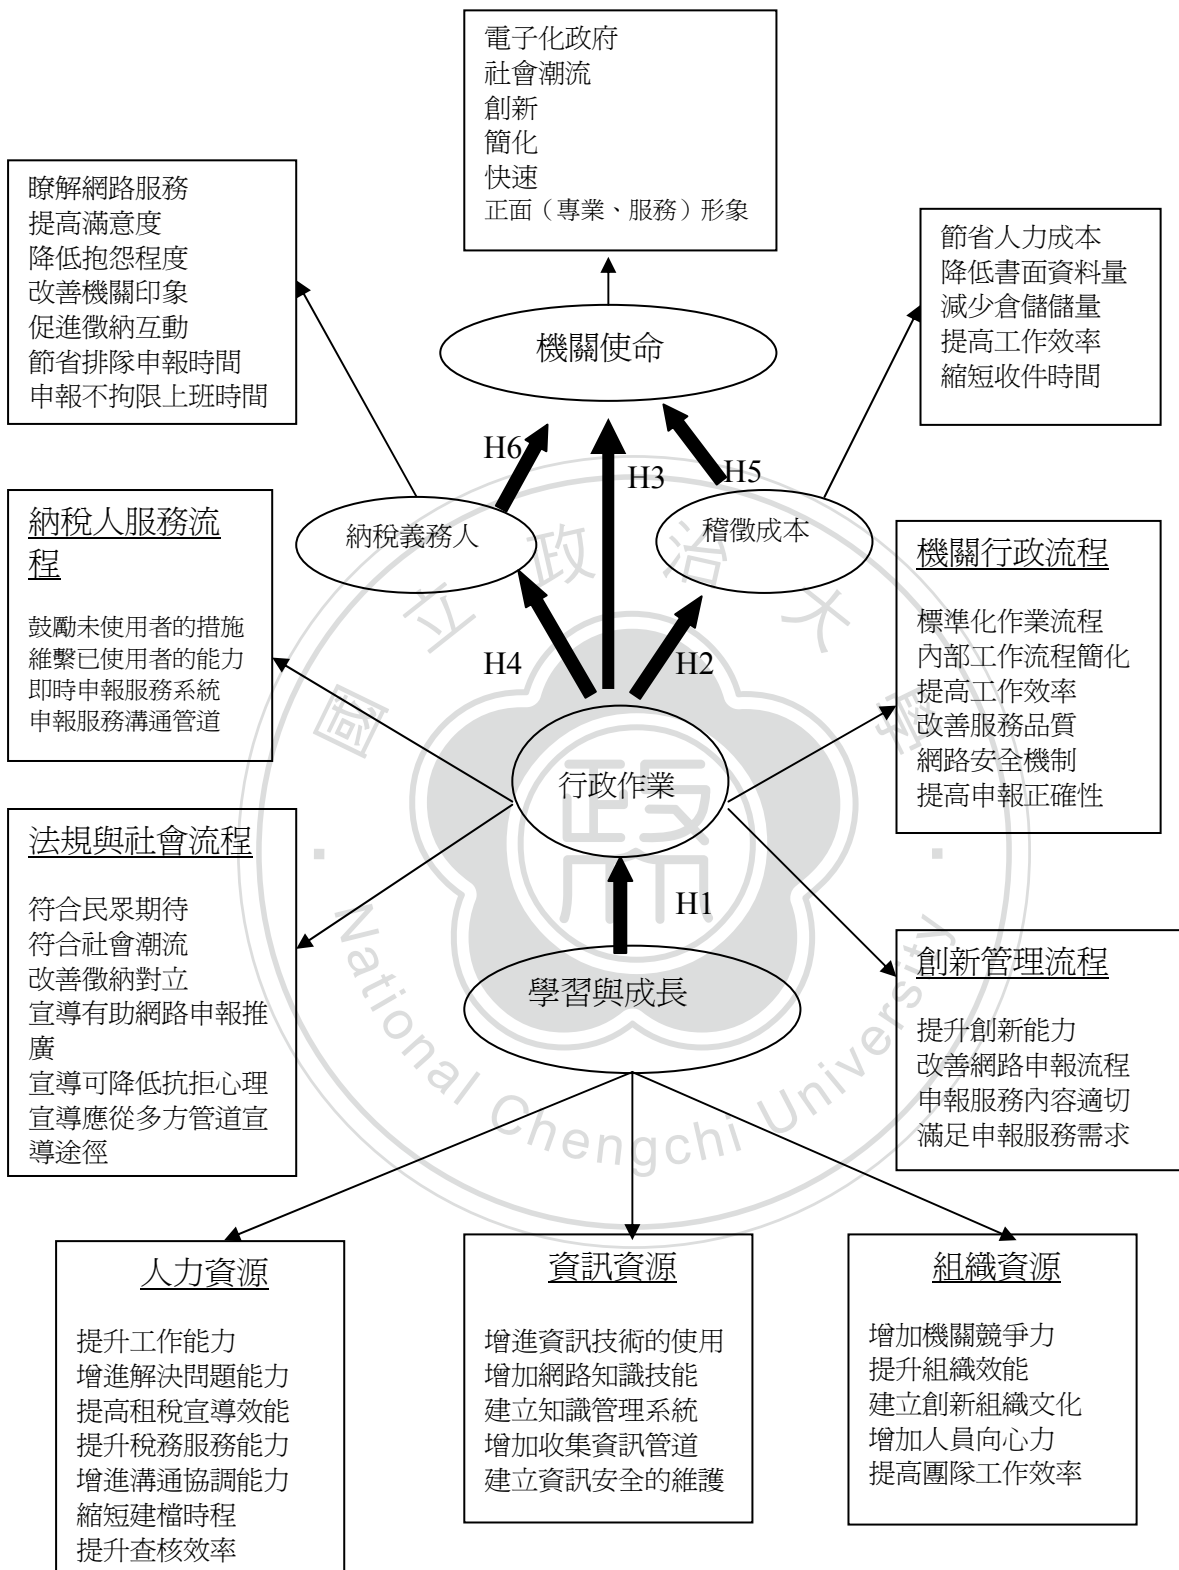 電子化政府
社會潮流
創新
簡化
快速
正面（專業、服務）形象
瞭解網路服務
提高滿意度
降低抱怨程度
改善機關印象
促進徵納互動
節省排隊申報時間
申報不拘限上班時間
節省人力成本
降低書面資料量
減少倉儲儲量
提高工作效率
縮短收件時間
機關使命
H6
H3
H5
納稅義務人
稽徵成本
納稅人服務流
程
鼓勵未使用者的措施
維繫已使用者的能力
即時申報服務系統
申報服務溝通管道
機關行政流程
標準化作業流程
內部工作流程簡化
提高工作效率
改善服務品質
網路安全機制
提高申報正確性
H4
H2
行政作業
法規與社會流程
符合民眾期待
符合社會潮流
改善徵納對立
宣導有助網路申報推
廣
宣導可降低抗拒心理
宣導應從多方管道宣
導途徑
H1
學習與成長
創新管理流程
提升創新能力
改善網路申報流程
申報服務內容適切
滿足申報服務需求
人力資源
提升工作能力
增進解決問題能力
提高租稅宣導效能
提升稅務服務能力
增進溝通協調能力
縮短建檔時程
提升查核效率
資訊資源
增進資訊技術的使用
增加網路知識技能
建立知識管理系統
增加收集資訊管道
建立資訊安全的維護
組織資源
增加機關競爭力
提升組織效能
建立創新組織文化
增加人員向心力
提高團隊工作效率
國立政治大學
National Chengchi University